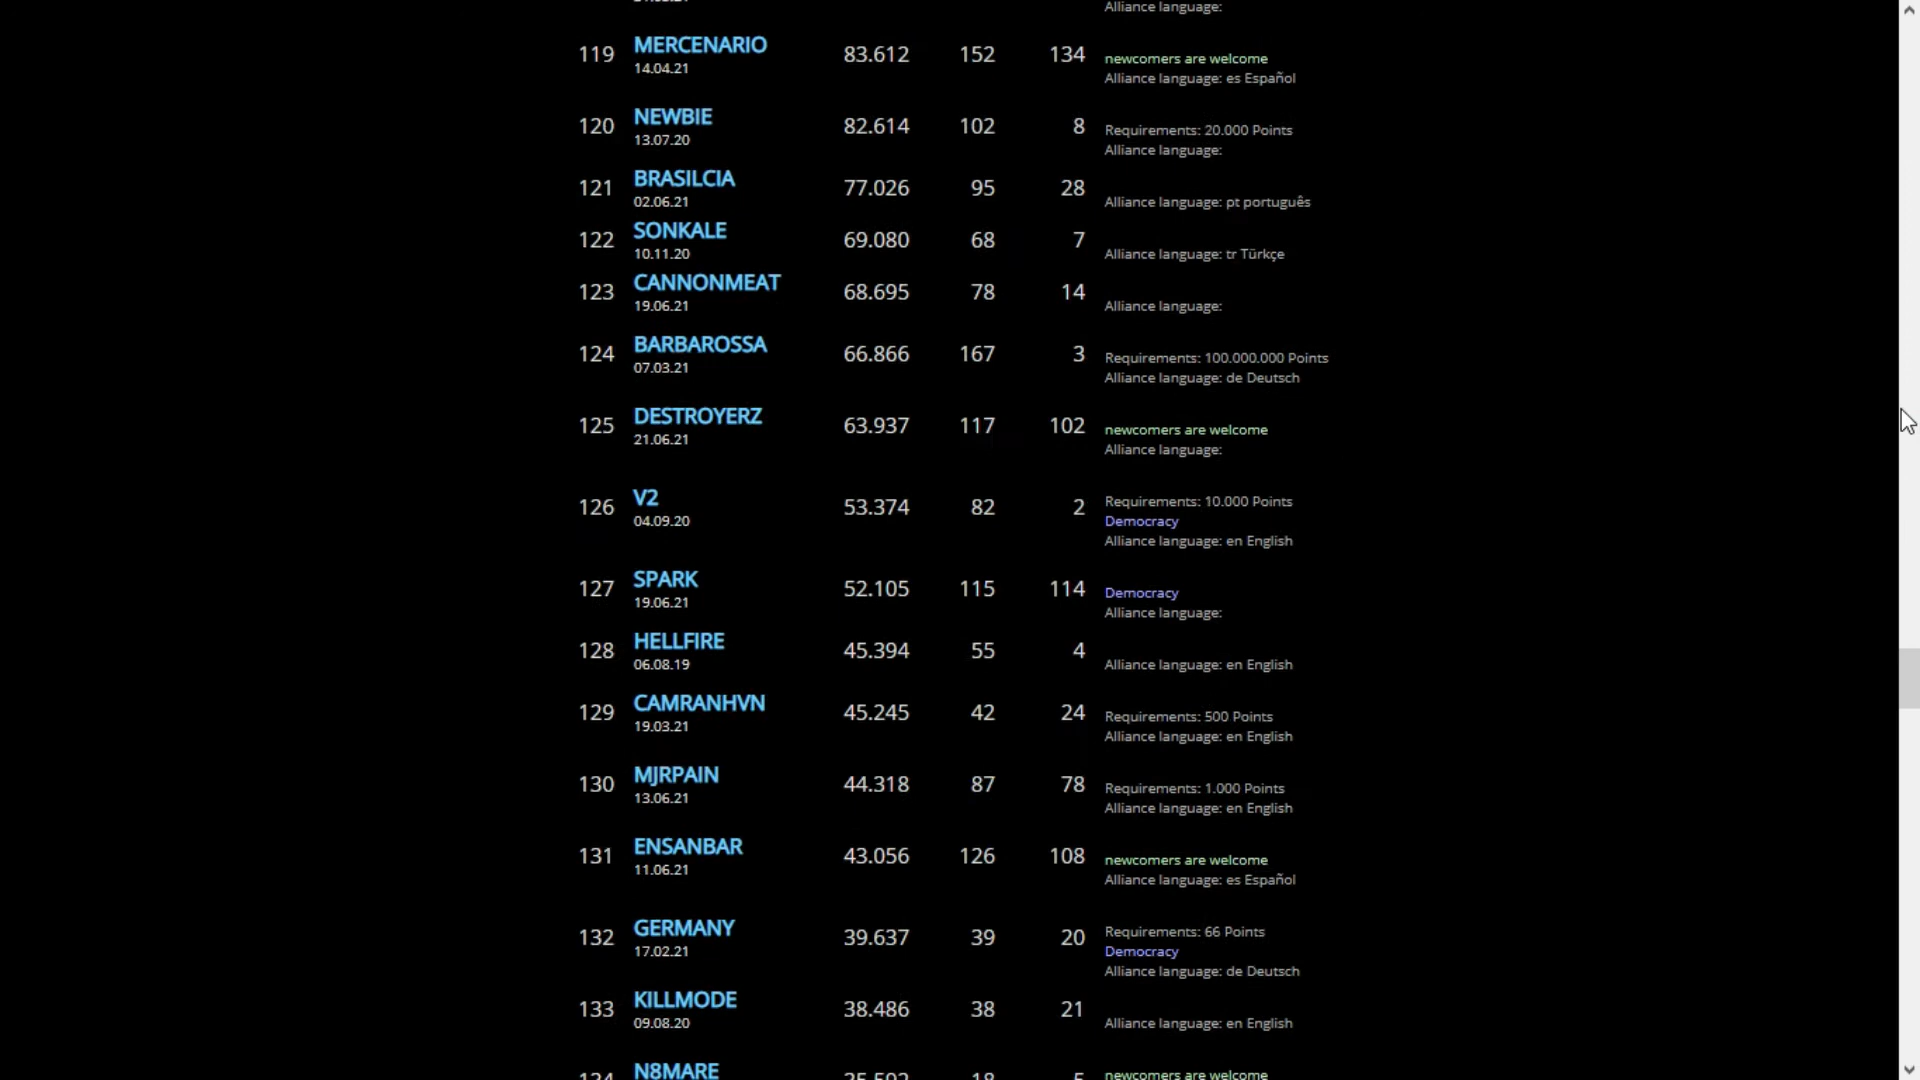 Alliance language:
119 MERCENARIO 83.612 152 134 newcomers are welcome
14.04.21 Alliance language: es Español
120 NEWBIE 82.614 102 8 Requirements: 20.000 Points
13.07.20 Alliance language:
121 BRASILCIA 77.026 95 28
02.06.21 Alliance language: pt português
122 SONKALE 69.080 68 7
10.11.20 Alliance language: tr Türkçe
123 CANNONMEAT 68.695 78 14
19.06.21 Alliance language:
124 BARBAROSSA 66.866 167 3 Requirements: 100.000.000 Points
07.03.21 Alliance language: de Deutsch
125 DESTROYERZ 63.937 117 102 newcomers are welcome
21.06.21 Alliance language:
126 V2 53.374 82 2 Requirements: 10.000 Points
04.09.20 Democracy
Alliance language: en English
127 SPARK 52.105 115 114 Democracy
19.06.21 Alliance language:
128 HELLFIRE 45.394 55 4
06.08.19 Alliance language: en English
129 CAMRANHVN 45.245 42 24 Requirements: 500 Points
19.03.21 Alliance language: en English
130 MJRPAIN 44.318 87 78 Requirements: 1.000 Points
13.06.21 Alliance language: en English
131 ENSANBAR 43.056 126 108 newcomers are welcome
11.06.21 Alliance language: es Español
132 GERMANY 39.637 39 20 Requirements: 66 Points
17.02.21 Democracy
Alliance language: de Deutsch
133 KILLMODE 38.486 38 21
09.08.20 Alliance language: en English
N8MARE newcomers are welcome